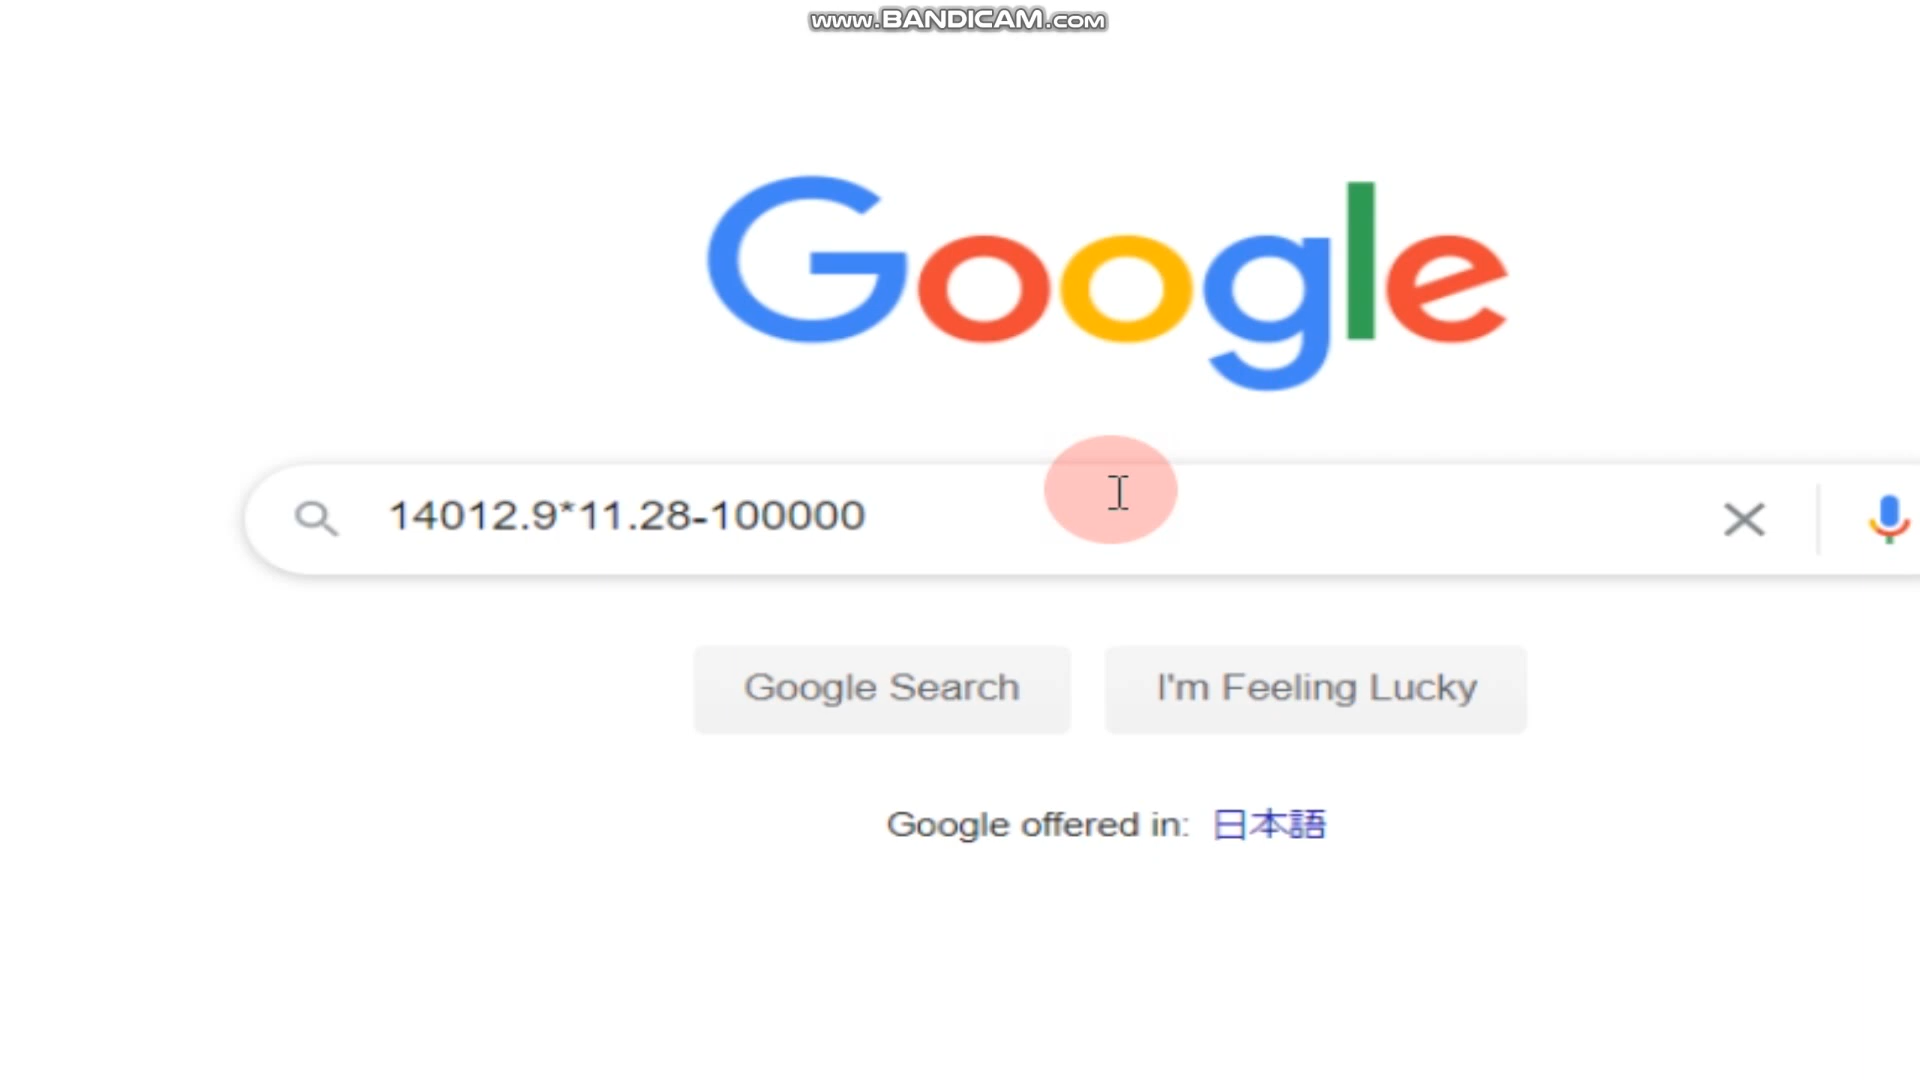 www.BANDICAM.com
Google
14012.9*11.28-100000
Google Search
I'm Feeling Lucky
Google offered in: 日本語